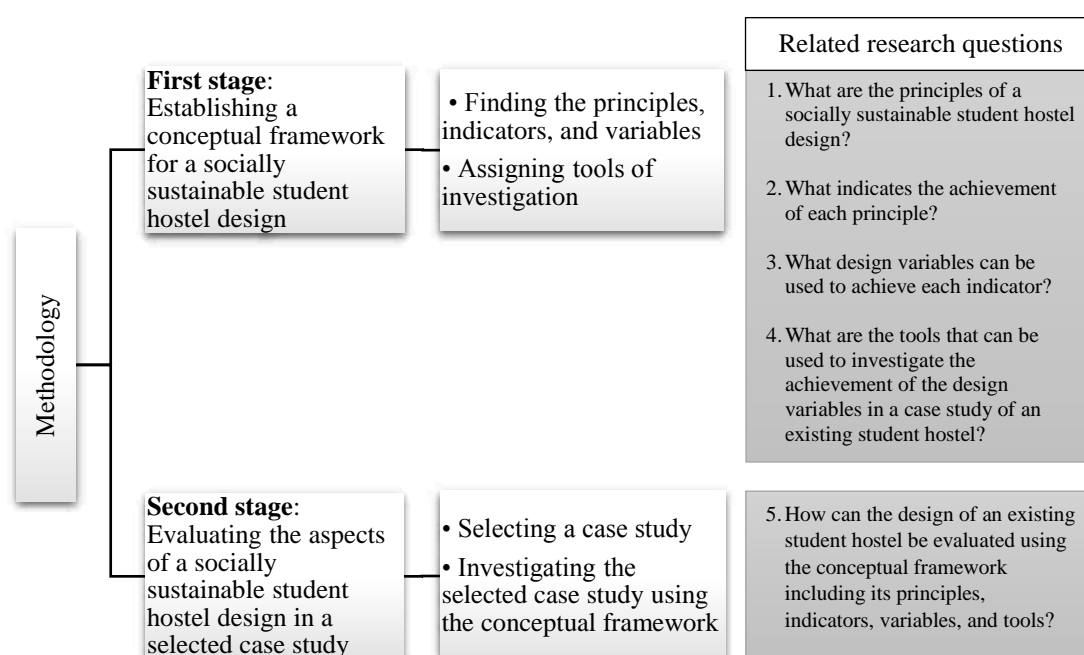 Methodology
First stage:
Establishing a
conceptual framework
for a socially
sustainable student
hostel design
• Finding the principles,
indicators, and variables
• Assigning tools of
investigation
Related research questions
1. What are the principles of a
socially sustainable student hostel
design?
2. What indicates the achievement
of each principle?
3. What design variables can be
used to achieve each indicator?
4. What are the tools that can be
used to investigate the
achievement of the design
variables in a case study of an
existing student hostel?
Second stage:
Evaluating the aspects
of a socially
sustainable student
hostel design in a
selected case study
• Selecting a case study
• Investigating the
selected case study using
the conceptual framework
5. How can the design of an existing
student hostel be evaluated using
the conceptual framework
including its principles,
indicators, variables, and tools?